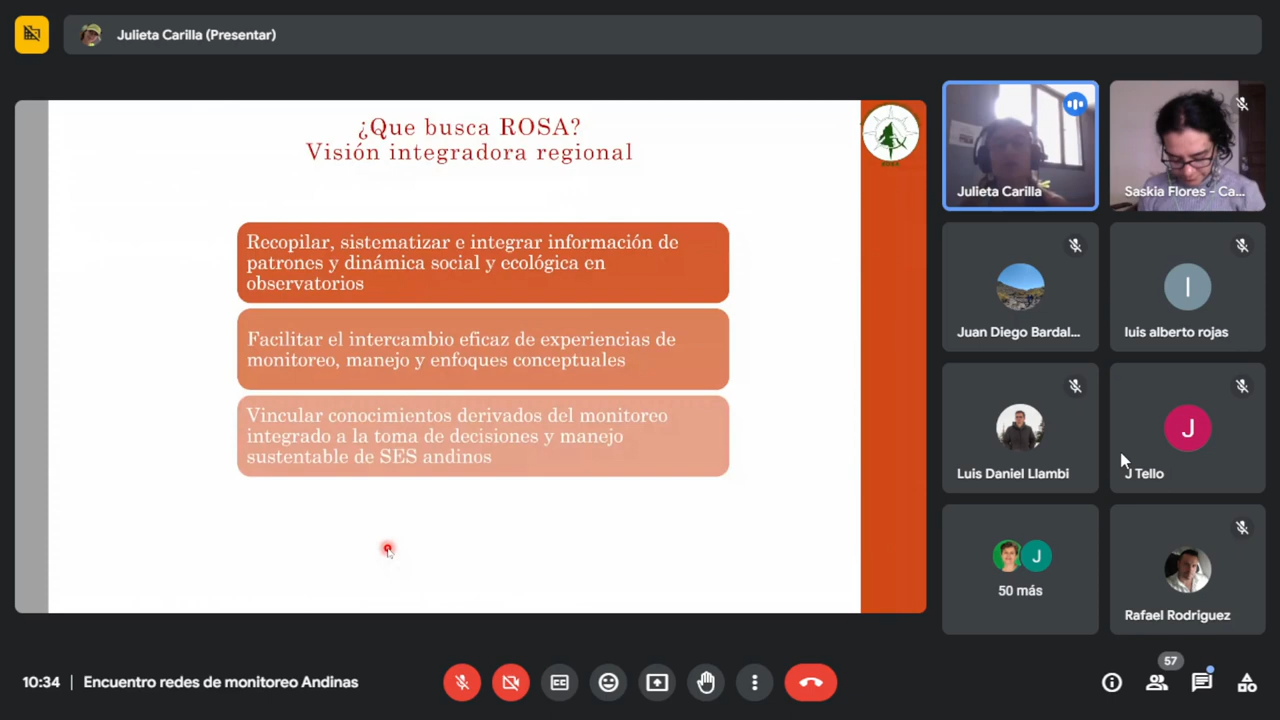 Julieta Carilla (Presentar)
¿Que busca ROSA?
Visión integradora regional
Recopilar, sistematizar e integrar información de
patrones y dinámica social y ecológica en
observatorios
Facilitar el intercambio eficaz de experiencias de
monitoreo, manejo y enfoques conceptuales
Vincular conocimientos derivados del monitoreo
integrado a la toma de decisiones y manejo
sustentable de SES andinos
Julieta Carilla
Saskia Flores - Ca...
Juan Diego Bardal...
I
luis alberto rojas
Luis Daniel Llambi
J
J Tello
J
50 más
Rafael Rodriguez
10:34 | Encuentro redes de monitoreo Andinas
57